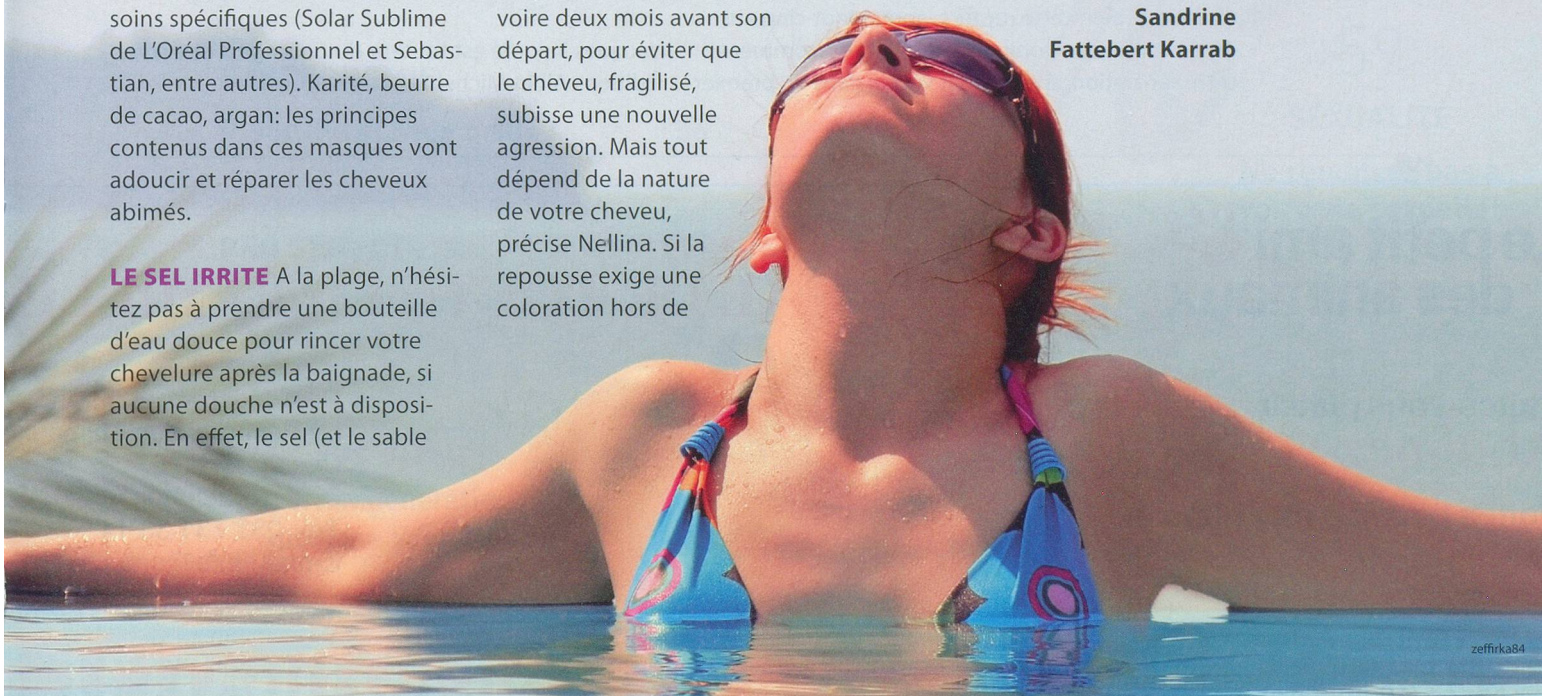 soins spécifiques (Solar Sublime
de L'Oréal Professionnel et Sebas-
tian, entre autres). Karité, beurre
de cacao, argan: les principes
contenus dans ces masques vont
adoucir et réparer les cheveux
abimés.
LE SEL IRRITE A la plage, n'hési-
tez pas à prendre une bouteille
d'eau douce pour rincer votre
chevelure après la baignade, si
aucune douche n'est à disposi-
tion. En effet, le sel (et le sable
voire deux mois avant son
départ, pour éviter que
le cheveu, fragilisé,
subisse une nouvelle
agression. Mais tout
dépend de la nature
de votre cheveu,
précise Nellina. Si la
repousse exige une
coloration hors de
Sandrine
Fattebert Karrab
zeffirka84